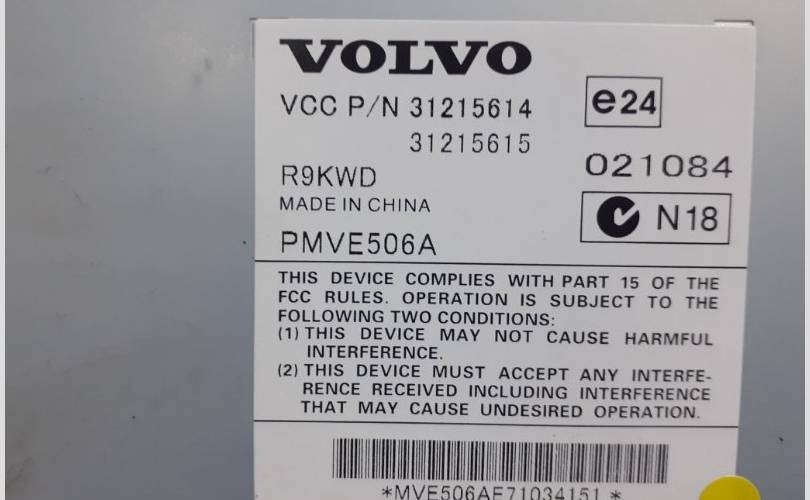 VOLVO
VCC P/N 31215614
31215615
e24
021084
R9KWD
MADE IN CHINA
N18
PMVE506A
THIS DEVICE COMPLIES WITH PART 15 OF THE
FCC RULES. OPERATION IS SUBJECT TO THE
FOLLOWING TWO CONDITIONS:
(1) THIS DEVICE MAY NOT CAUSE HARMFUL
INTERFERENCE.
(2) THIS DEVICE MUST ACCEPT ANY INTERFE-
RENCE RECEIVED INCLUDING INTERFERENCE
THAT MAY CAUSE UNDESIRED OPERATION.
*MVE506AE71034151*